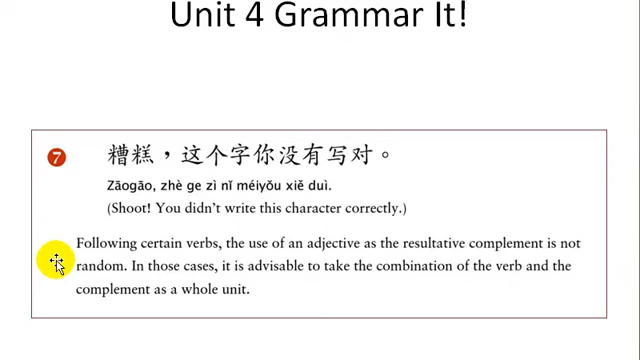 Unit 4 Grammar It!
7 糟糕，这个字你没有写对。
Zāogāo, zhè ge zì nǐ méiyǒu xiě duì.
(Shoot! You didn't write this character correctly.)
Following certain verbs, the use of an adjective as the resultative complement is not
random. In those cases, it is advisable to take the combination of the verb and the
complement as a whole unit.